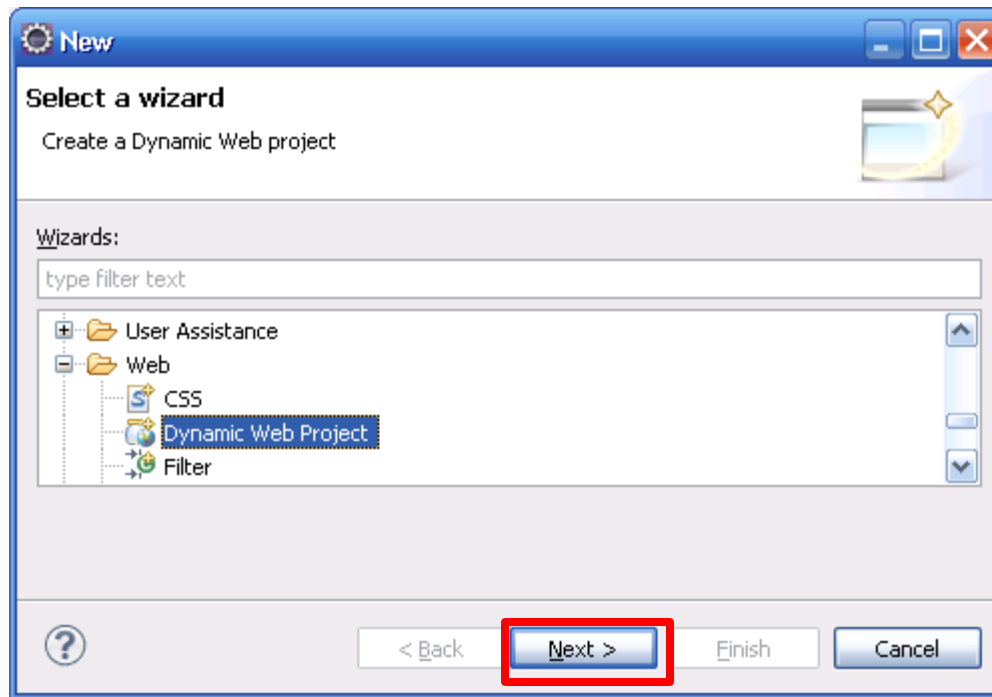 New
Select a wizard
Create a Dynamic Web project
Wizards:
type filter text
User Assistance
Web
CSS
Dynamic Web Project
Filter
? < Back Next > Finish Cancel